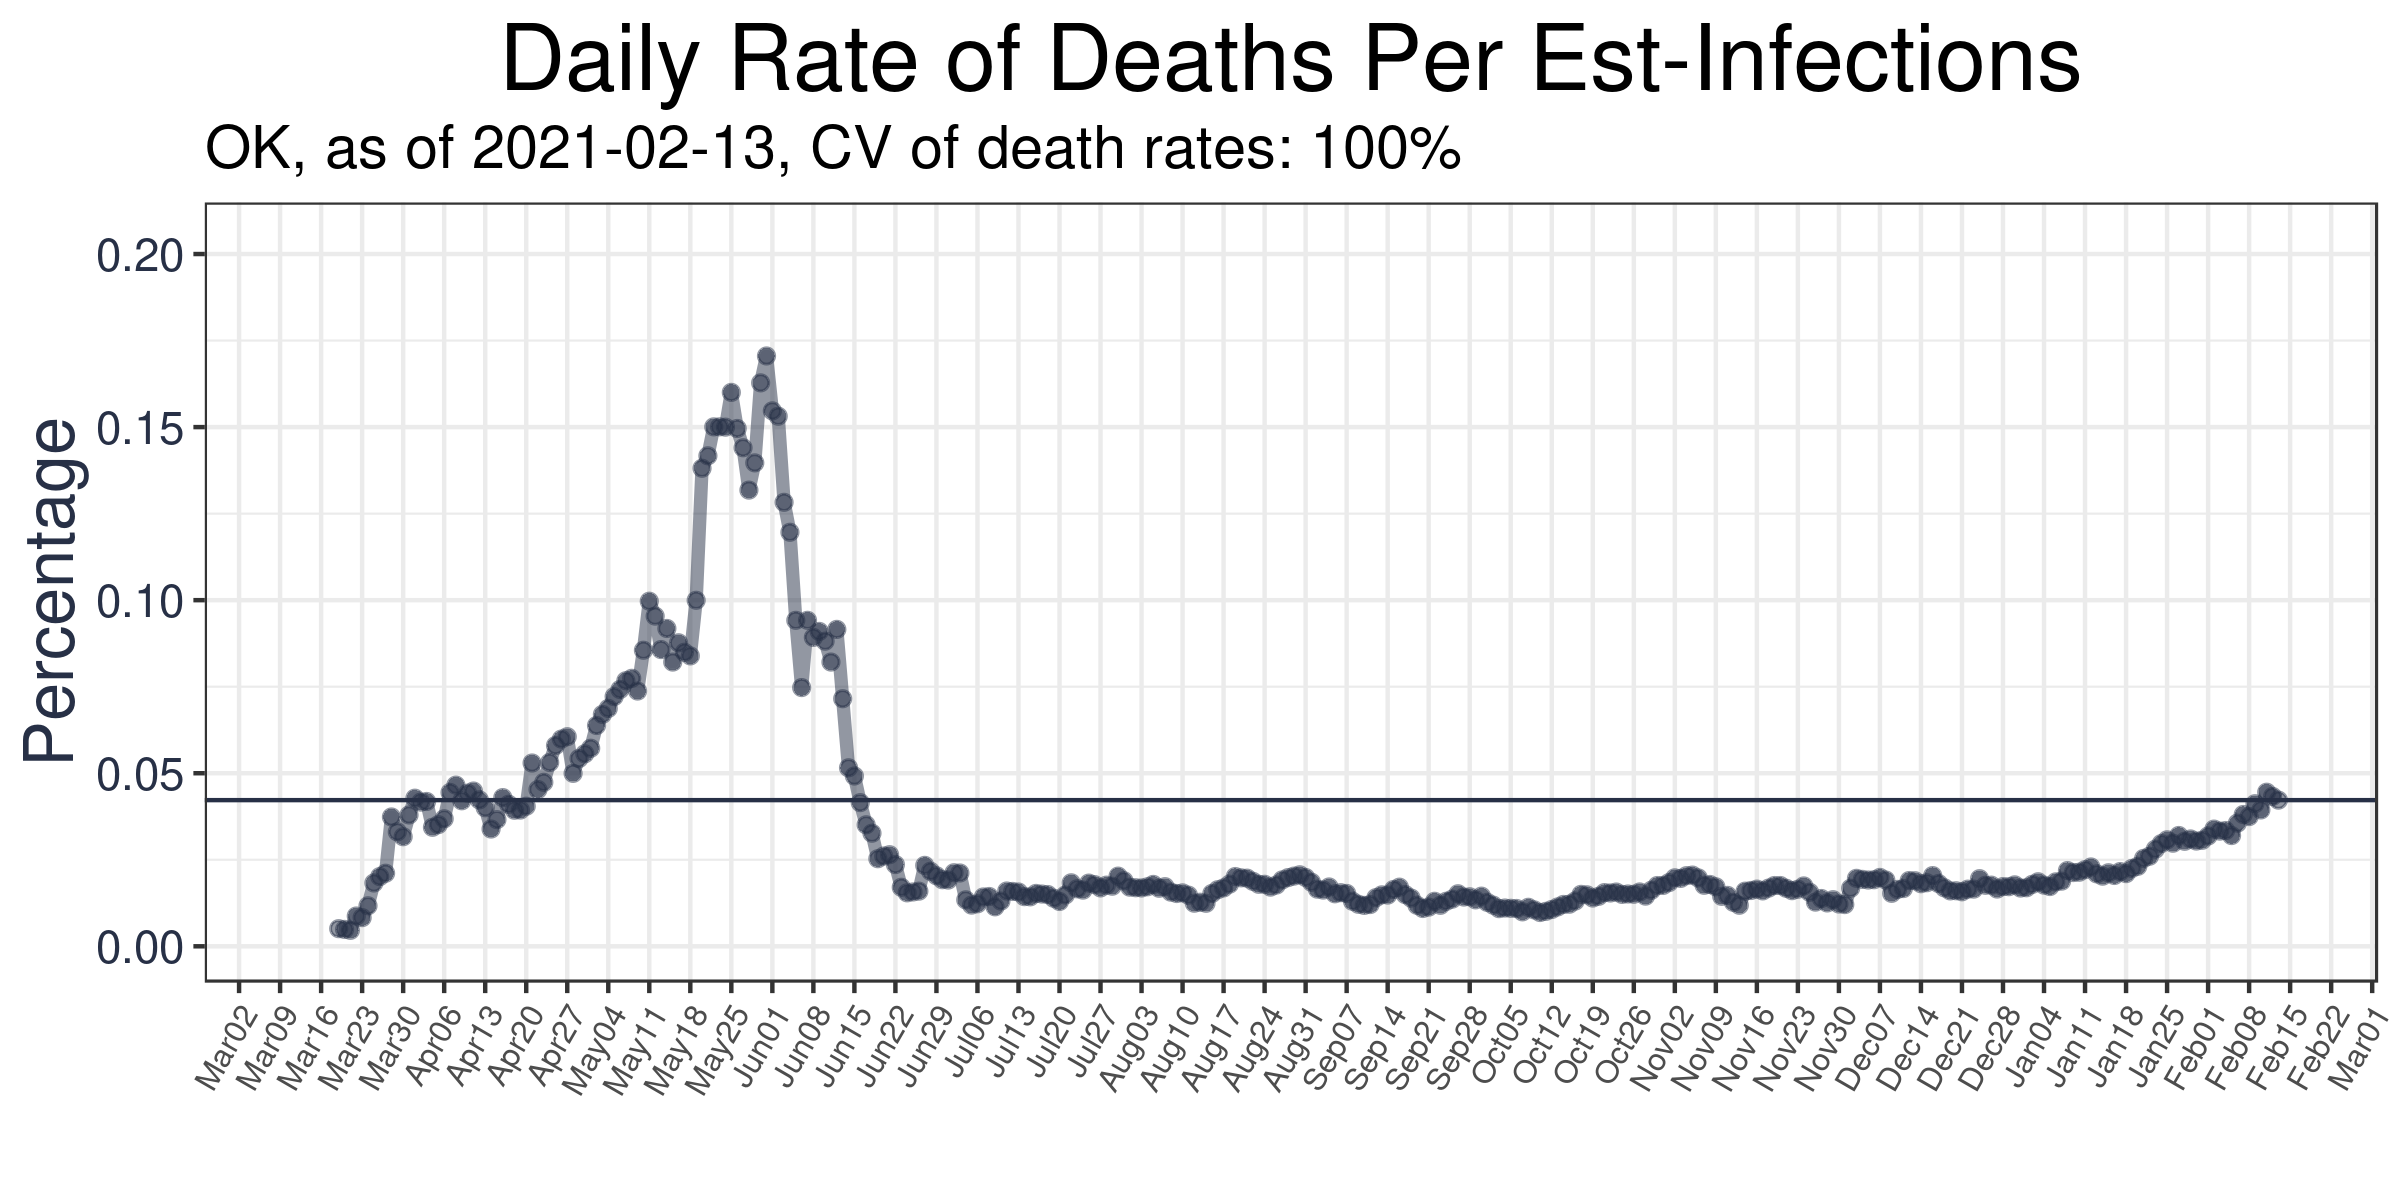 Daily Rate of Deaths Per Est-Infections
OK, as of 2021-02-13, CV of death rates: 100%
Percentage
0.20
0.15
0.10
0.05
0.00
Mar02
Mar09
Mar16
Mar23
Mar30
Apr06
Apr13
Apr20
Apr27
May04
May11
May18
May25
Jun01
Jun08
Jun15
Jun22
Jun29
Jul06
Jul13
Jul20
Jul27
Aug03
Aug10
Aug17
Aug24
Aug31
Sep07
Sep14
Sep21
Sep28
Oct05
Oct12
Oct19
Oct26
Nov02
Nov09
Nov16
Nov23
Nov30
Dec07
Dec14
Dec21
Dec28
Jan04
Jan11
Jan18
Jan25
Feb01
Feb08
Feb15
Feb22
Mar01